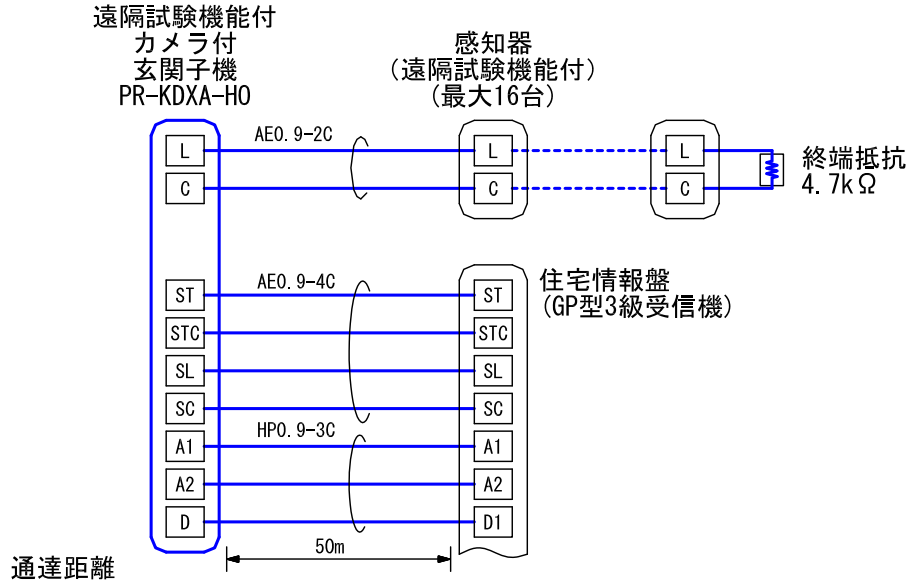 遠隔試験機能付
カメラ付
玄関子機
PR-KDXA-HO
感知器
(遠隔試験機能付)
(最大16台)
AE0.9-2C
L
L
L
C
C
C
終端抵抗
4.7kΩ
AE0.9-4C
住宅情報盤
(GP型3級受信機)
ST
ST
STC
STC
SL
SL
SC
SC
HP0.9-3C
A1
A1
A2
A2
D
D1
50m
通達距離